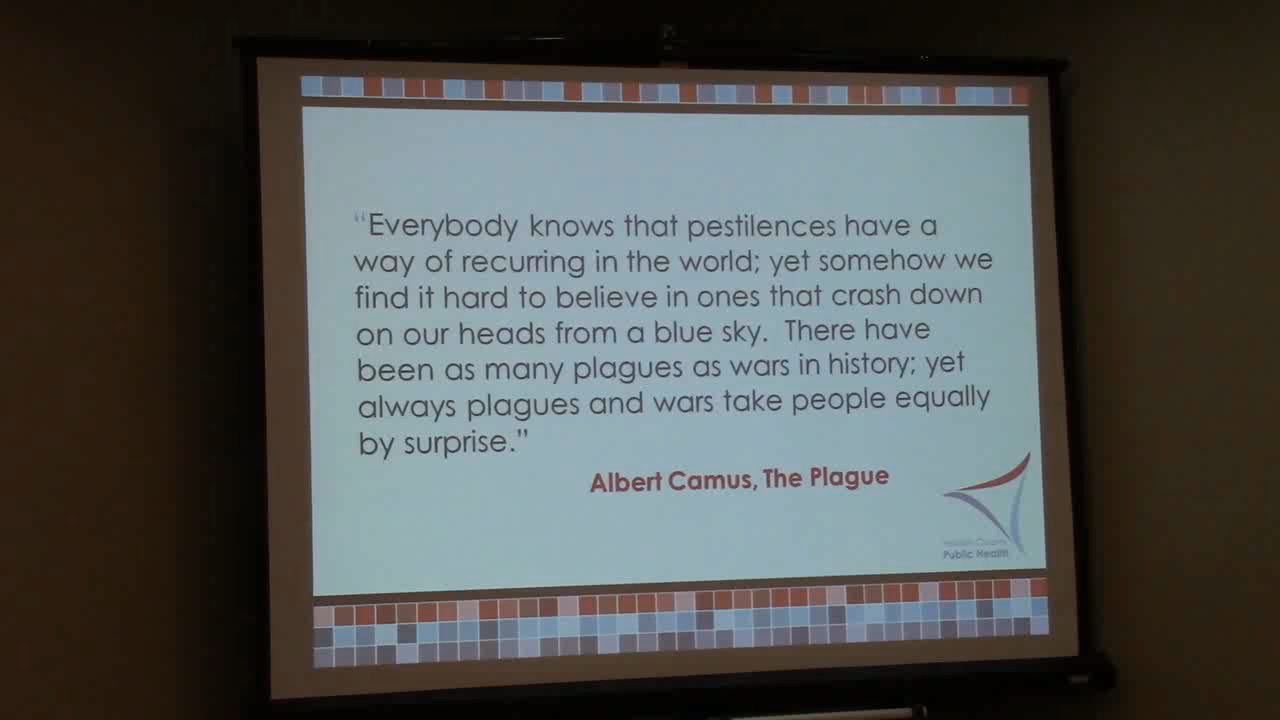 “Everybody knows that pestilences have a
way of recurring in the world; yet somehow we
find it hard to believe in ones that crash down
on our heads from a blue sky.  There have
been as many plagues as wars in history; yet
always plagues and wars take people equally
by surprise.”
Albert Camus, The Plague
County
Public Health